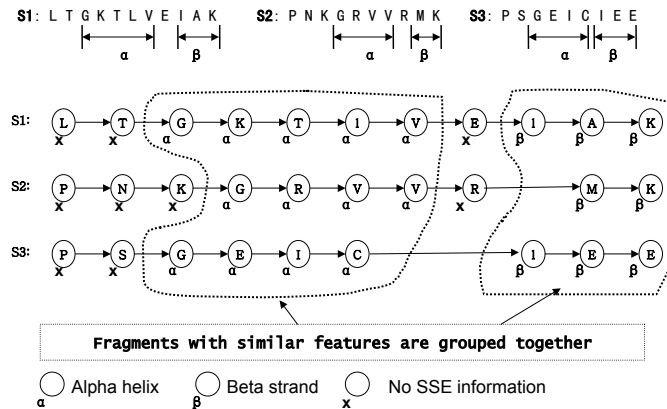 S1: L T G K T L V E I A K S2: P N K G R V V R M K S3: P S G E I C I E E
α β α β α β
S1: L T G K T l V E l A K
x x α α α α α x β β β
S2: P N K G R V V R M K
x x x α α α α x β β
S3: P S G E I C l E E
x x α α α α β β β
Fragments with similar features are grouped together
Alpha helix Beta strand No SSE information
α β x